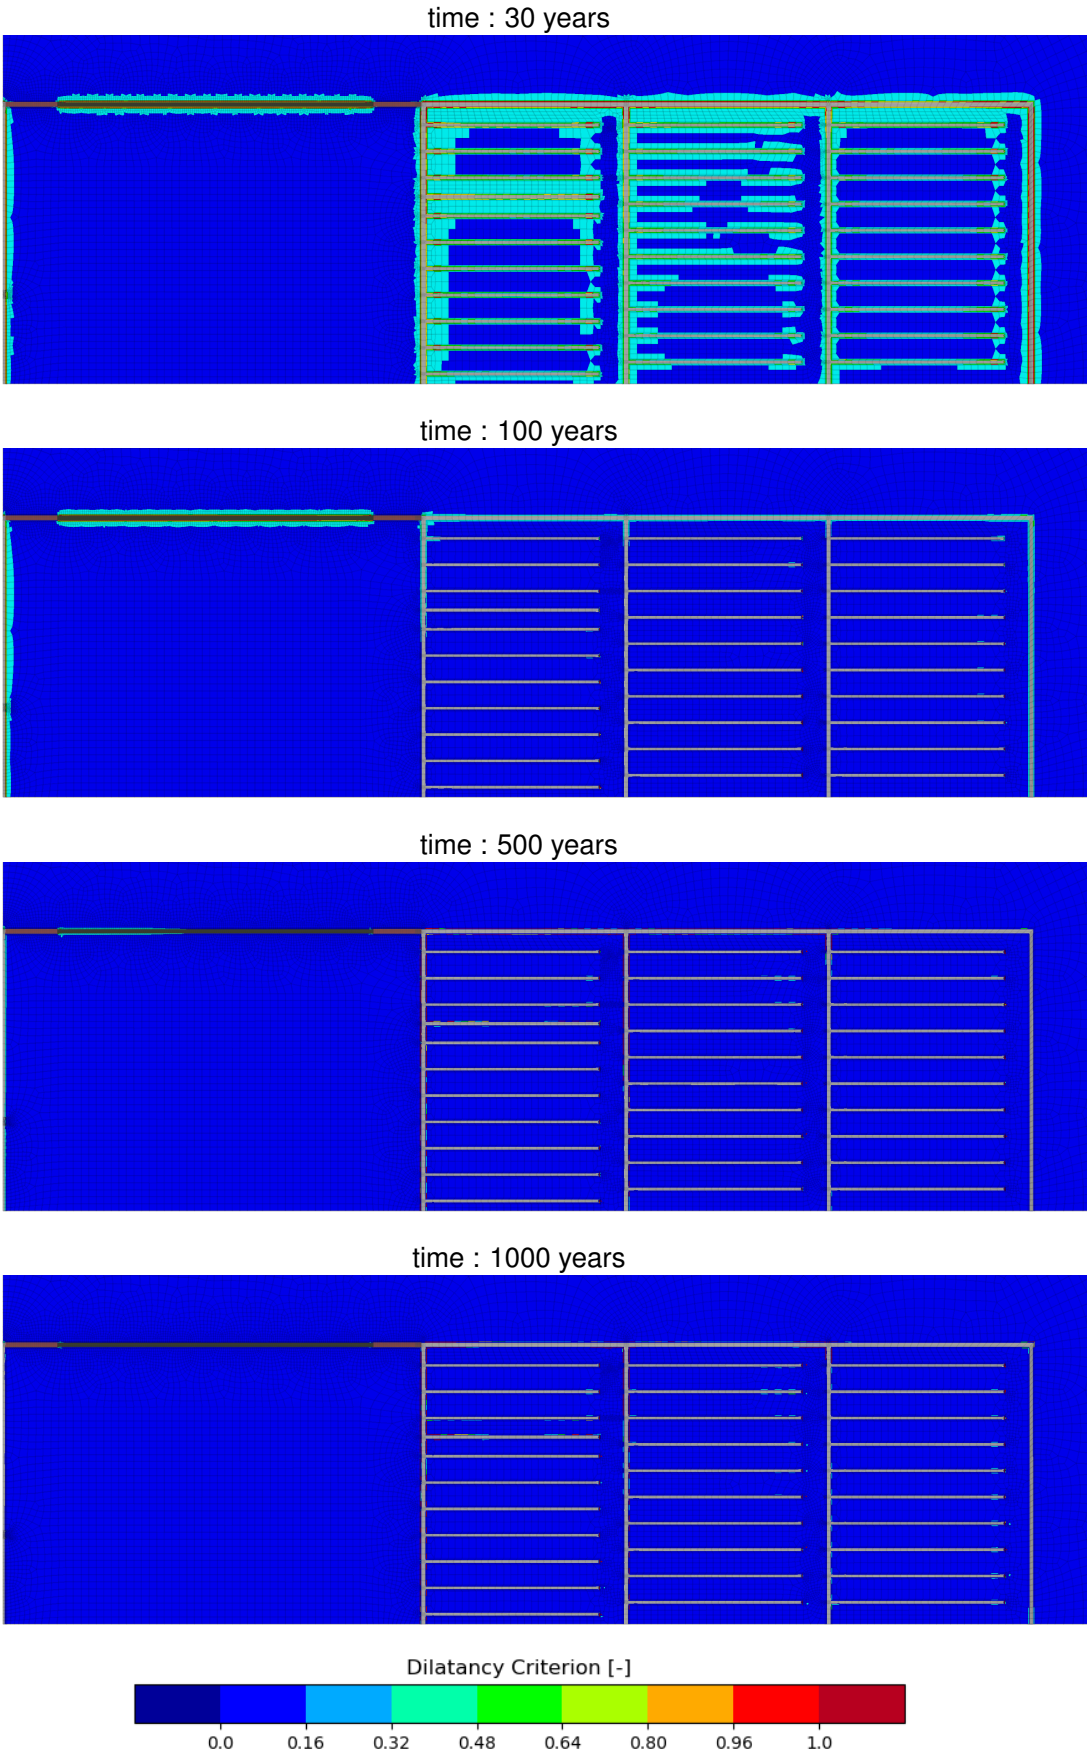 time : 30 years
time : 100 years
time : 500 years
time : 1000 years
Dilatancy Criterion [-]
0.0 0.16 0.32 0.48 0.64 0.80 0.96 1.0